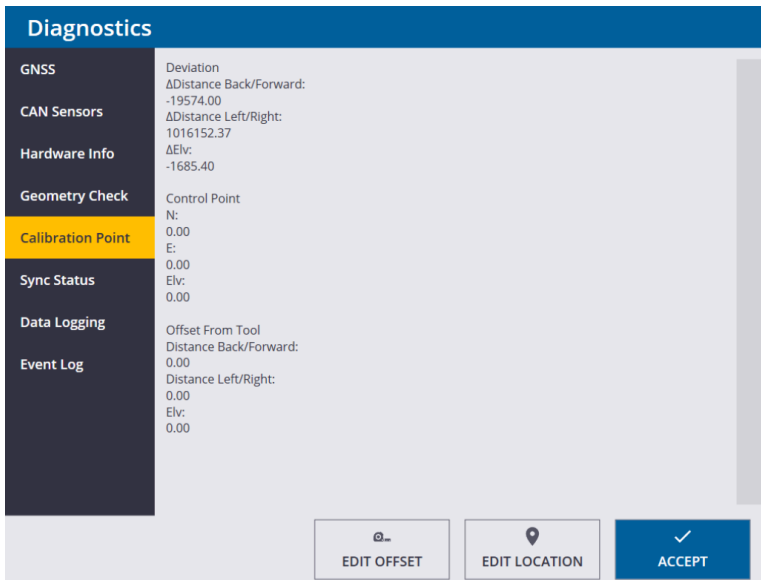 Diagnostics
GNSS
CAN Sensors
Hardware Info
Geometry Check
Calibration Point
Sync Status
Data Logging
Event Log
Deviation
ΔDistance Back/Forward:
-19574.00
ΔDistance Left/Right:
1016152.37
ΔElv:
-1685.40
Control Point
N:
0.00
E:
0.00
Elv:
0.00
Offset From Tool
Distance Back/Forward:
0.00
Distance Left/Right:
0.00
Elv:
0.00
EDIT OFFSET
EDIT LOCATION
ACCEPT